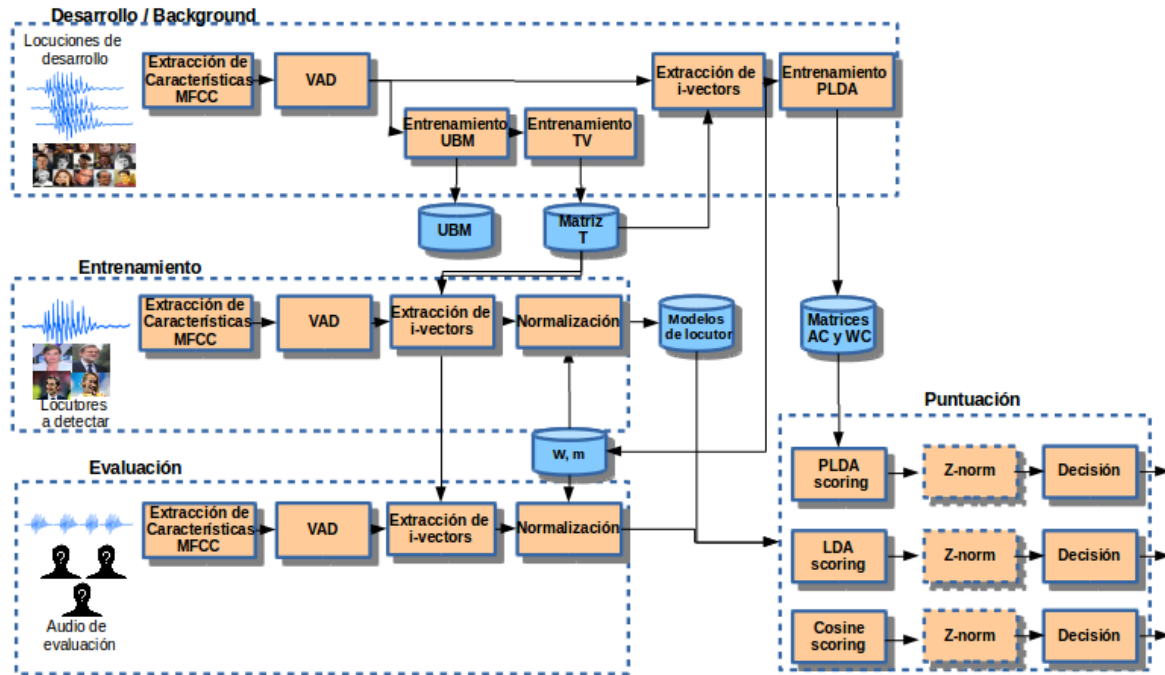 Desarrollo / Background
Locuciones de
desarrollo
Extracción de
Características
MFCC
VAD
Extracción de
i-vectors
Entrenamiento
PLDA
Entrenamiento
UBM
Entrenamiento
TV
UBM
Matriz
T
Entrenamiento
Extracción de
Características
MFCC
VAD
Extracción de
i-vectors
Normalización
Modelos
de locutor
Matrices
AC y WC
Locutores
a detectar
W, m
Evaluación
Extracción de
Características
MFCC
VAD
Extracción de
i-vectors
Normalización
Audio de
evaluación
Puntuación
PLDA
scoring
Z-norm
Decisión
LDA
scoring
Z-norm
Decisión
Cosine
scoring
Z-norm
Decisión